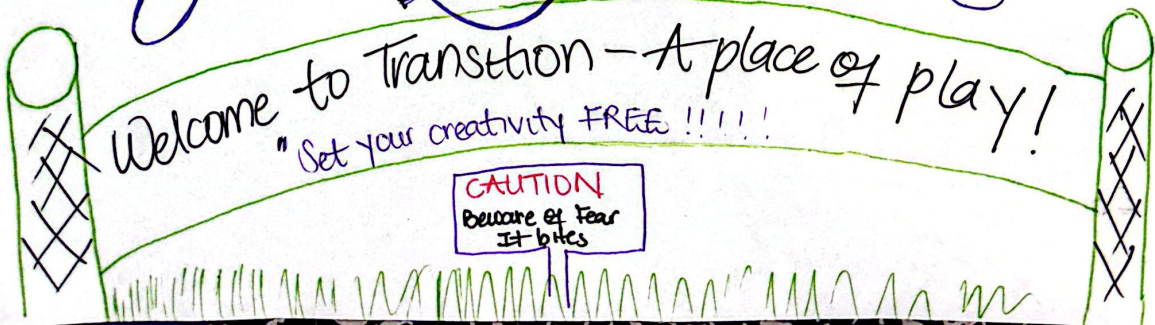 Welcome to Transition - A place of play!
"Set your creativity FREE !!!!!
CAUTION
Beware of Fear
It bites